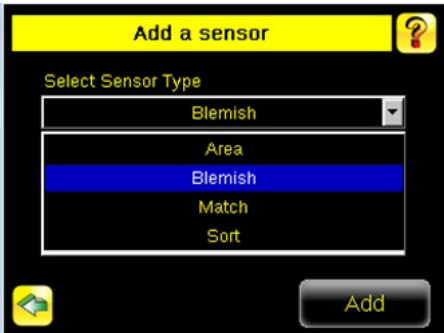 Add a sensor
?
Select Sensor Type
Blemish
Area
Blemish
Match
Sort
Add